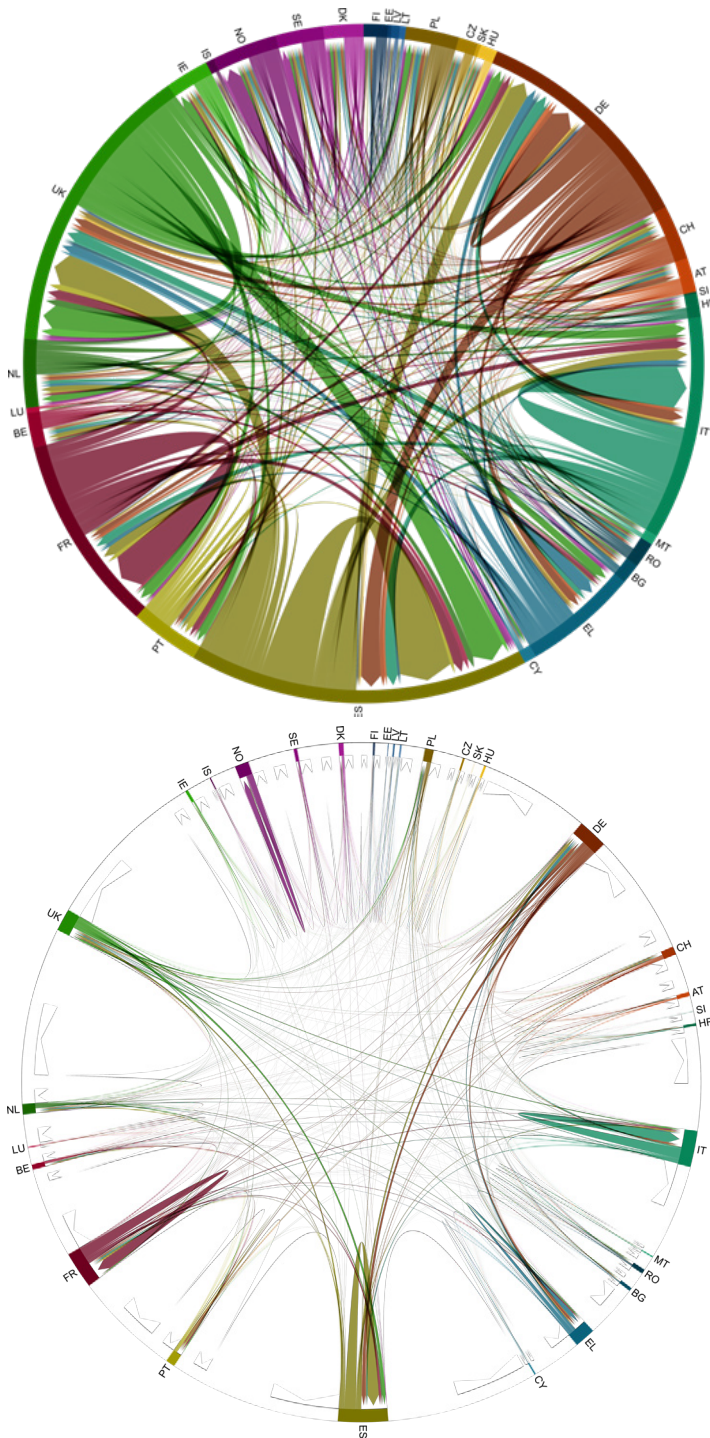 DK
FI
EE
LV
LT
SE
PL
NO
CZ
SK
HU
IS
IE
DE
UK
CH
AT
SI
NL
LU
BE
IT
FR
MT
RO
BG
PT
EL
CY
ES
DK
FI
EE
LV
LT
SE
PL
NO
CZ
SK
HU
IS
IE
DE
UK
CH
AT
SI
HR
NL
LU
BE
IT
FR
MT
RO
BG
PT
EL
CY
ES